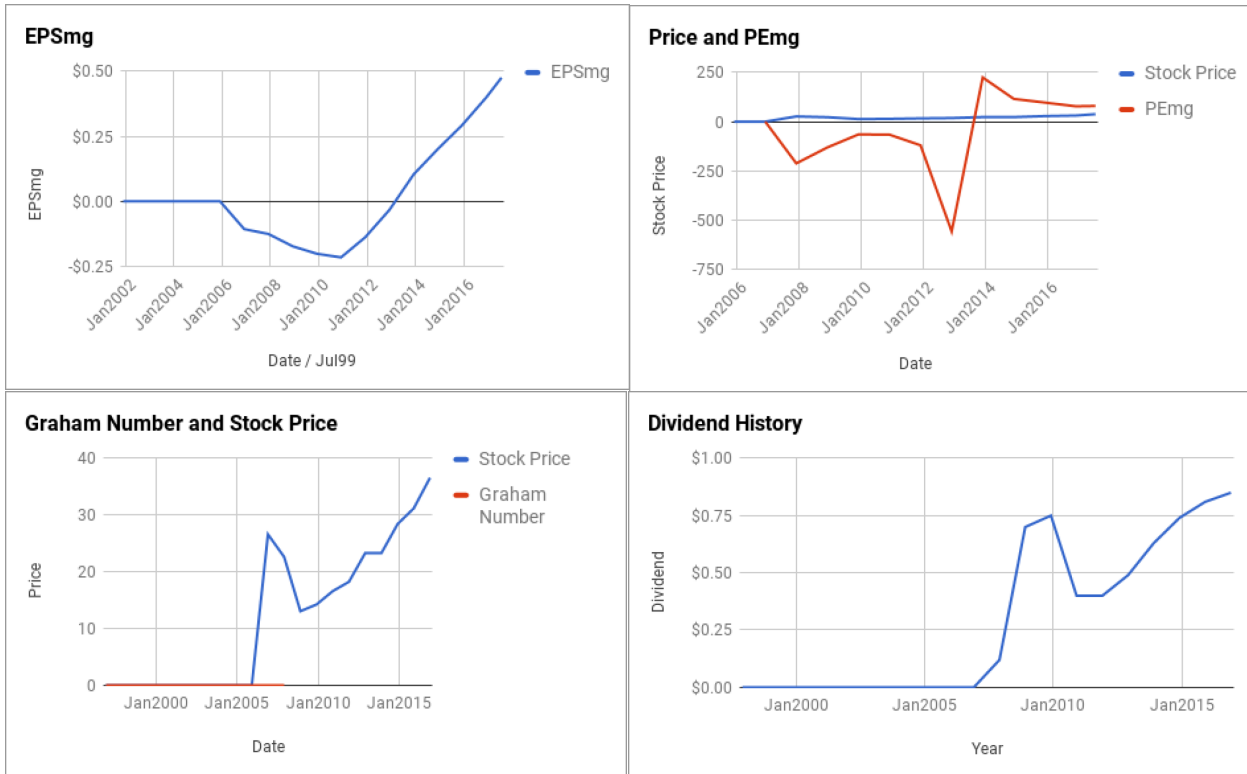 EPSmg
$0.50
$0.25
$0.00
-$0.25
EPSmg
EPSmg
Jan2002
Jan2004
Jan2006
Jan2008
Jan2010
Jan2012
Jan2014
Jan2016
Date / Jul99
Price and PEmg
250
0
-250
-500
-750
Stock Price
Stock Price
PEmg
Jan2006
Jan2008
Jan2010
Jan2012
Jan2014
Jan2016
Date
Graham Number and Stock Price
40
30
20
10
0
Price
Stock Price
Graham
Number
Jan2000
Jan2005
Jan2010
Jan2015
Date
Dividend History
$1.00
$0.75
$0.50
$0.25
$0.00
Dividend
Jan2000
Jan2005
Jan2010
Jan2015
Year